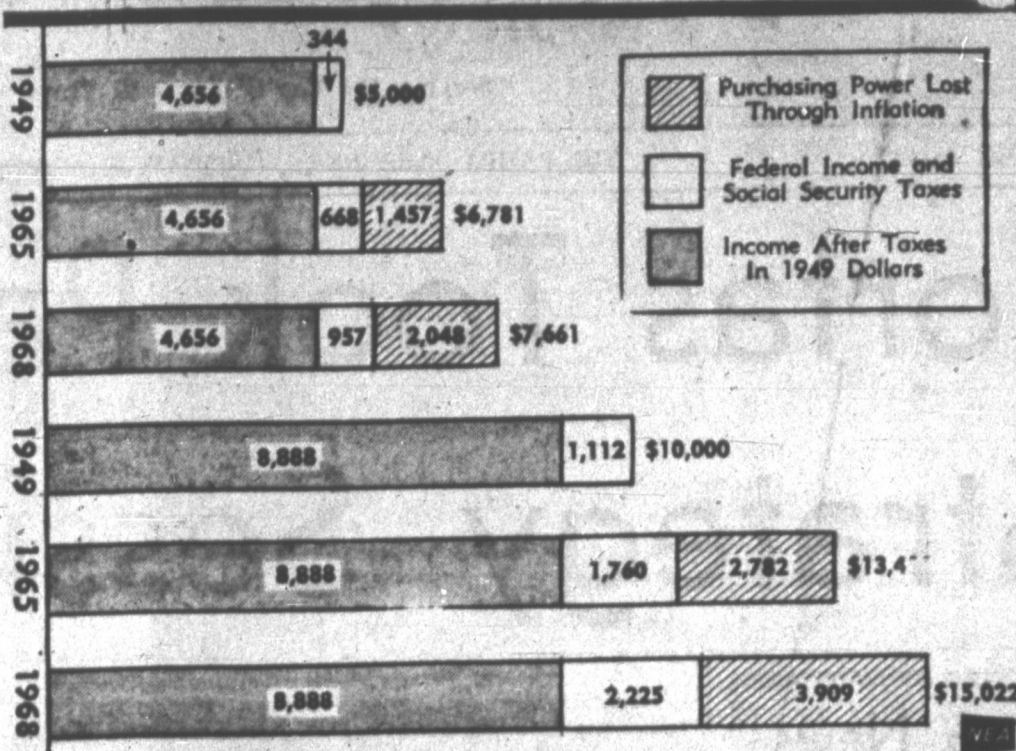 344
1949 4,656 $5,000
1965 4,656 668 1,457 $6,781
1968 4,656 957 2,048 $7,661
1949 8,888 1,112 $10,000
1965 8,888 1,760 2,782 $13,4
1968 8,888 2,225 3,909 $15,022
Purchasing Power Lost
Through Inflation
Federal Income and
Social Security Taxes
Income After Taxes
In 1949 Dollars
NEA